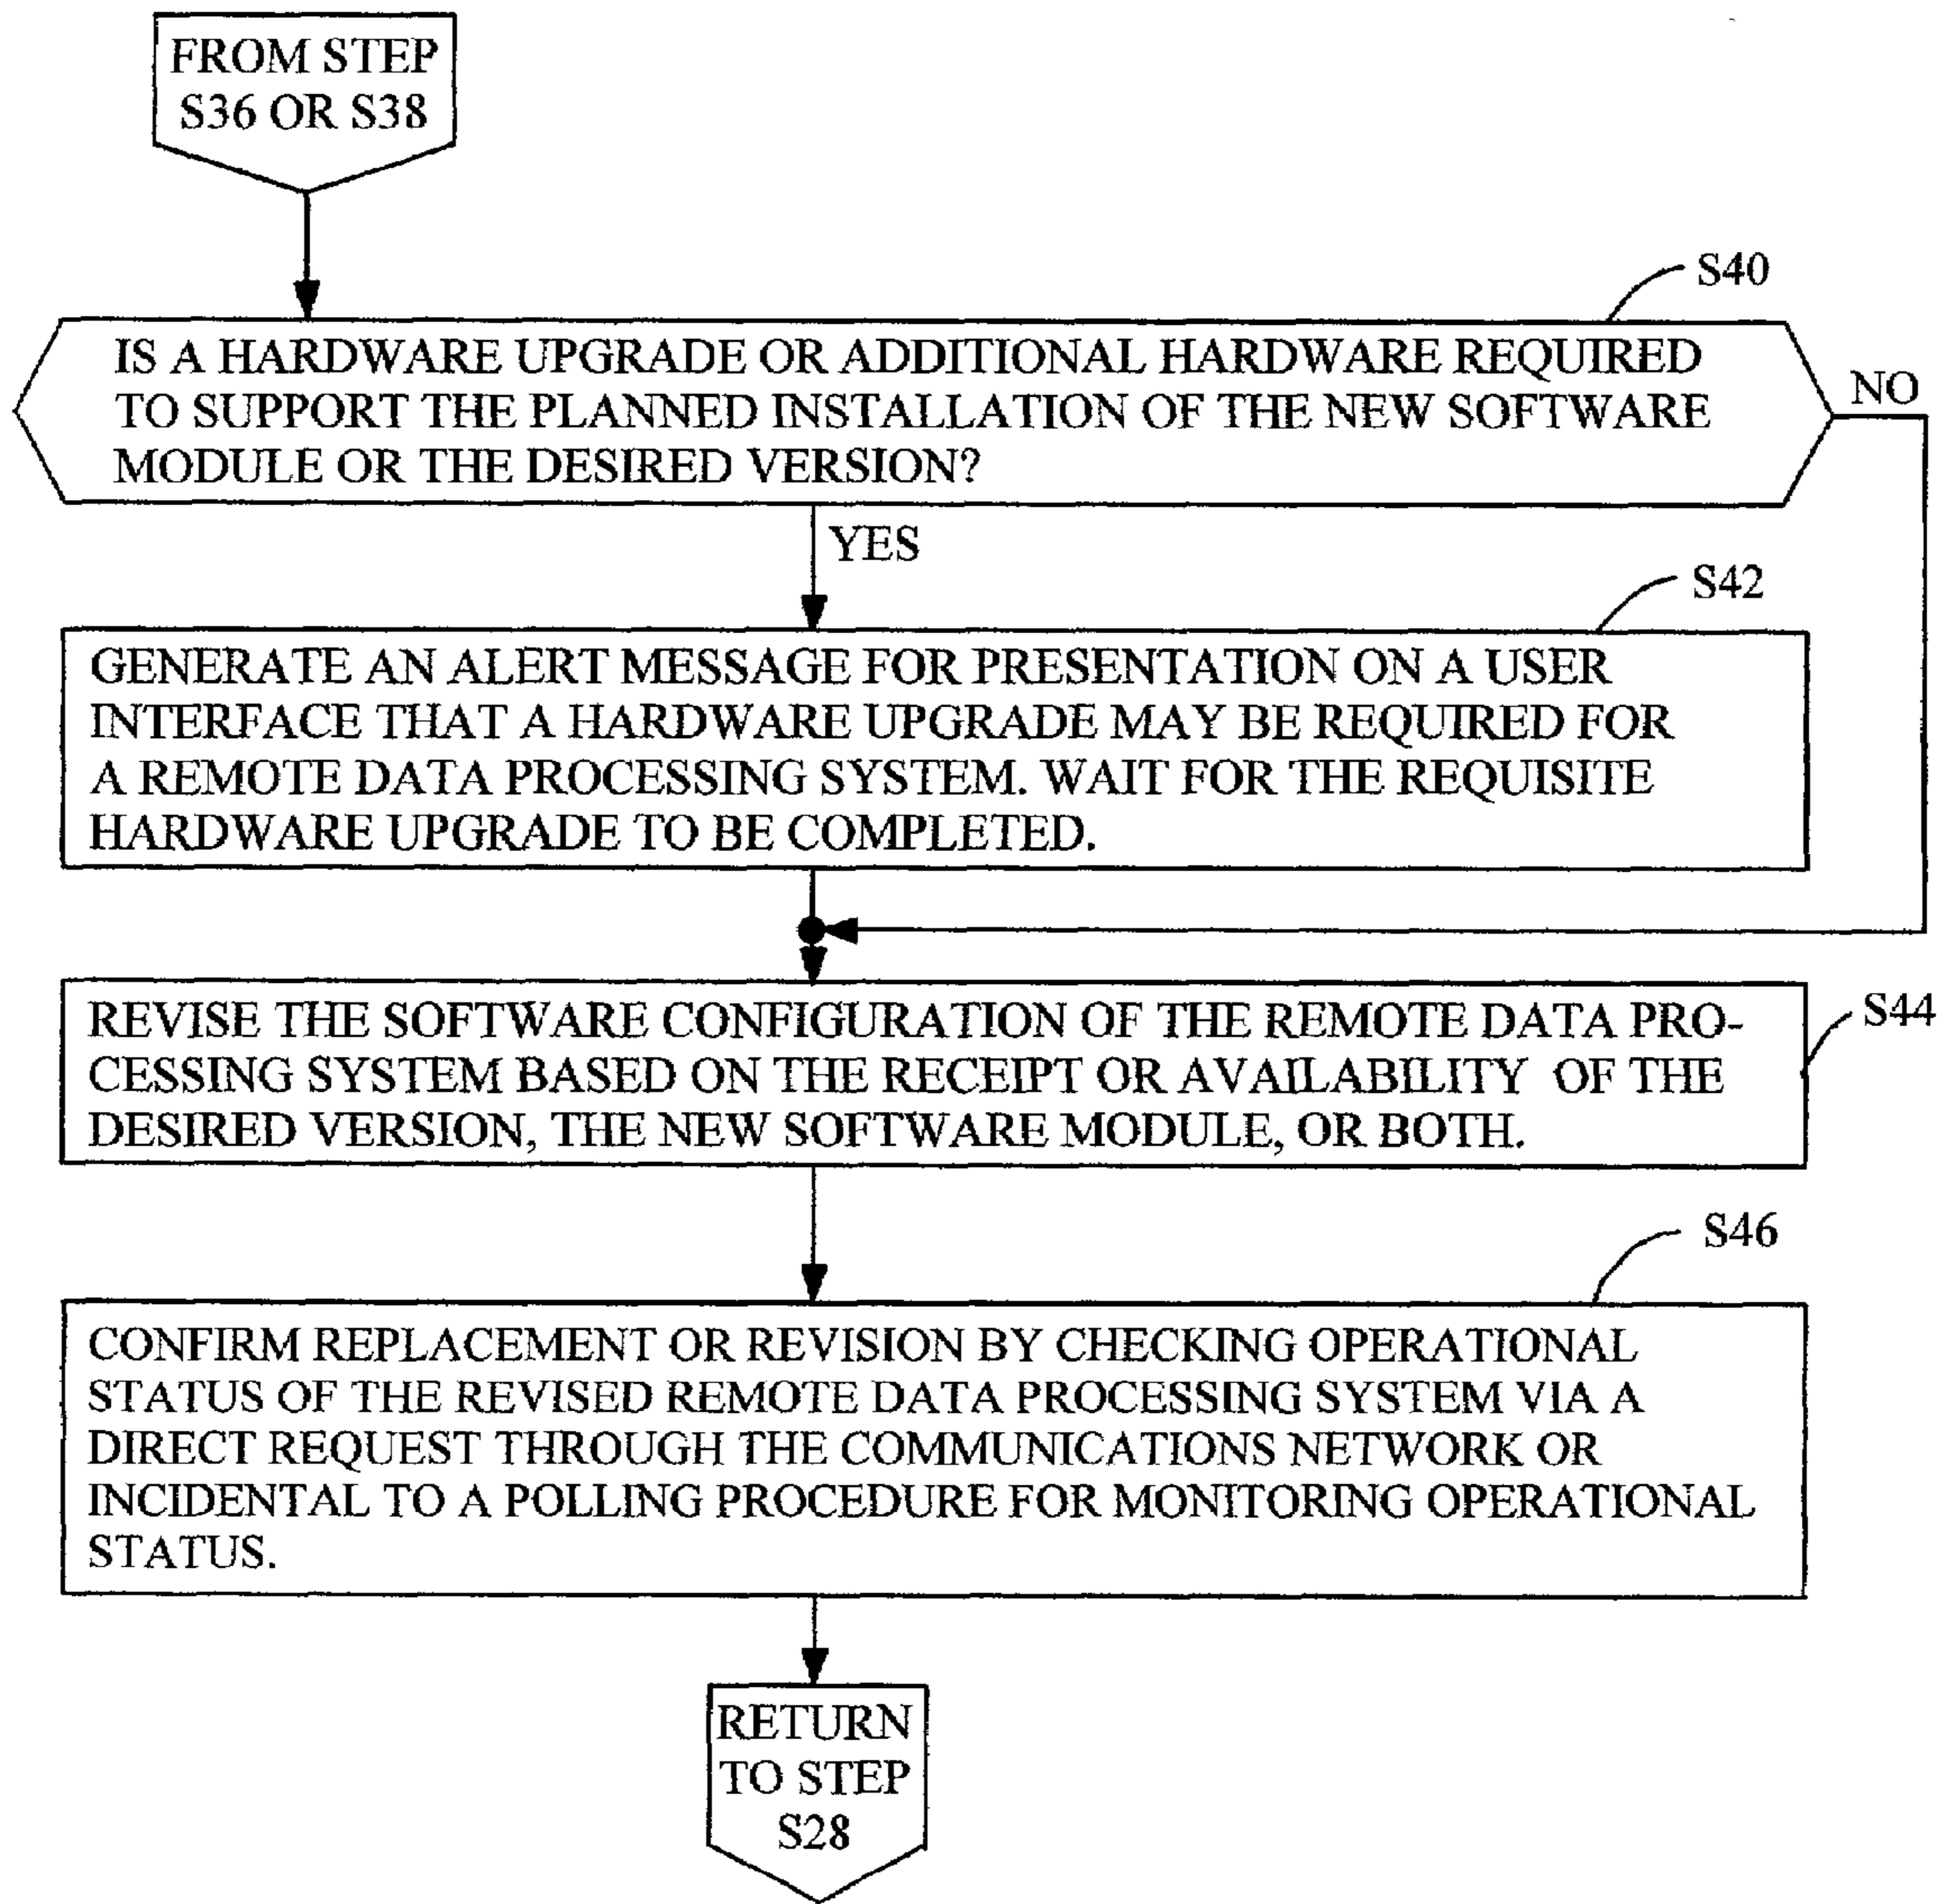 FROM STEP
S36 OR S38
S40
IS A HARDWARE UPGRADE OR ADDITIONAL HARDWARE REQUIRED
TO SUPPORT THE PLANNED INSTALLATION OF THE NEW SOFTWARE
MODULE OR THE DESIRED VERSION?
NO
YES
S42
GENERATE AN ALERT MESSAGE FOR PRESENTATION ON A USER
INTERFACE THAT A HARDWARE UPGRADE MAY BE REQUIRED FOR
A REMOTE DATA PROCESSING SYSTEM. WAIT FOR THE REQUISITE
HARDWARE UPGRADE TO BE COMPLETED.
S44
REVISE THE SOFTWARE CONFIGURATION OF THE REMOTE DATA PRO-
CESSING SYSTEM BASED ON THE RECEIPT OR AVAILABILITY OF THE
DESIRED VERSION, THE NEW SOFTWARE MODULE, OR BOTH.
S46
CONFIRM REPLACEMENT OR REVISION BY CHECKING OPERATIONAL
STATUS OF THE REVISED REMOTE DATA PROCESSING SYSTEM VIA A
DIRECT REQUEST THROUGH THE COMMUNICATIONS NETWORK OR
INCIDENTAL TO A POLLING PROCEDURE FOR MONITORING OPERATIONAL
STATUS.
RETURN
TO STEP
S28